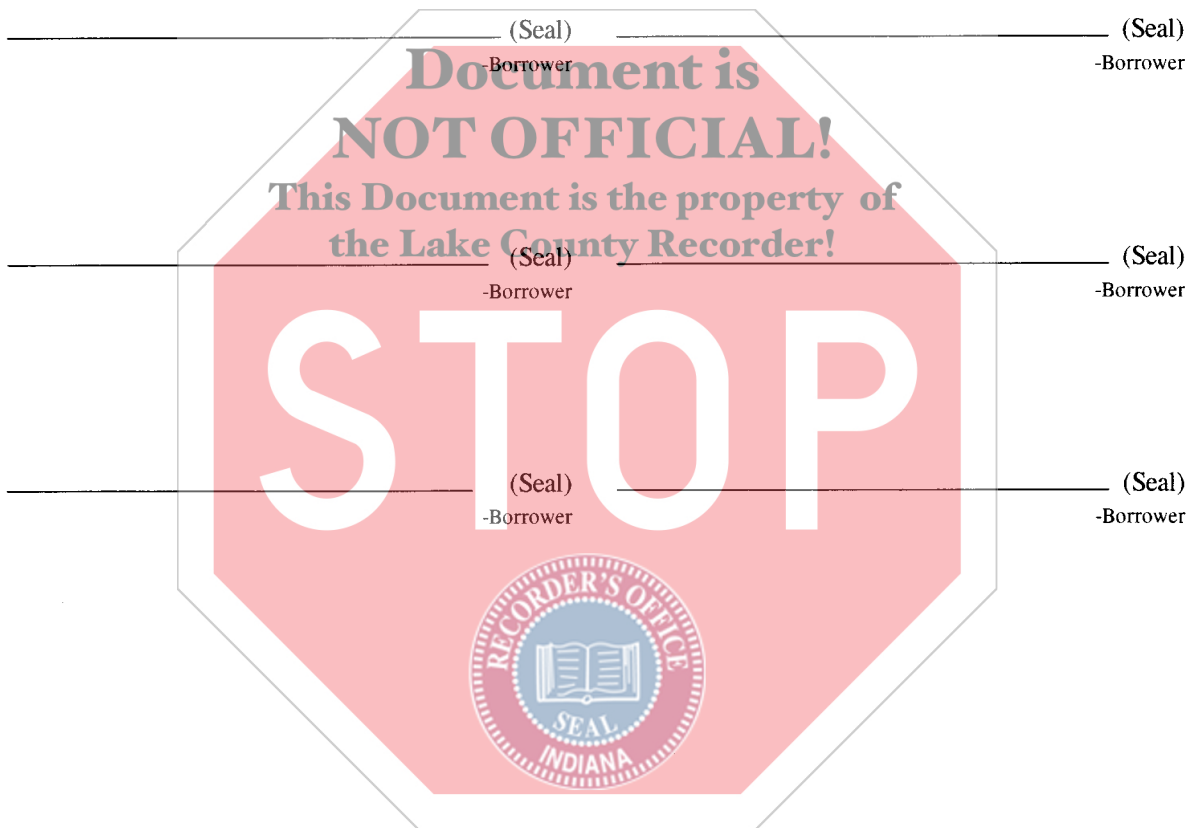 (Seal) (Seal)
-Borrower -Borrower
Document is
NOT OFFICIAL!
This Document is the property of
the Lake County Recorder!
(Seal) (Seal)
-Borrower -Borrower
STOP
(Seal) (Seal)
-Borrower -Borrower
RECORDER'S OFFICE
SEAL
INDIANA